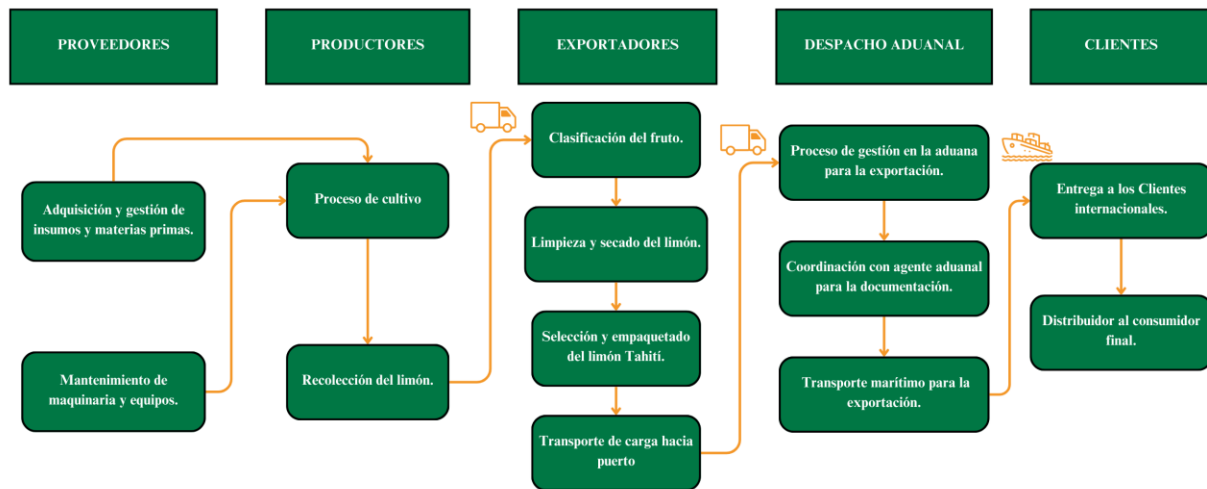 PROVEEDORES
PRODUCTORES
EXPORTADORES
DESPACHO ADUANAL
CLIENTES
Adquisición y gestión de
insumos y materias primas.
Mantenimiento de
maquinaria y equipos.
Proceso de cultivo
Recolección del limón.
Clasificación del fruto.
Limpieza y secado del limón.
Selección y empaquetado
del limón Tahití.
Transporte de carga hacia
puerto
Proceso de gestión en la aduana
para la exportación.
Coordinación con agente aduanal
para la documentación.
Transporte marítimo para la
exportación.
Entrega a los Clientes
internacionales.
Distribuidor al consumidor
final.